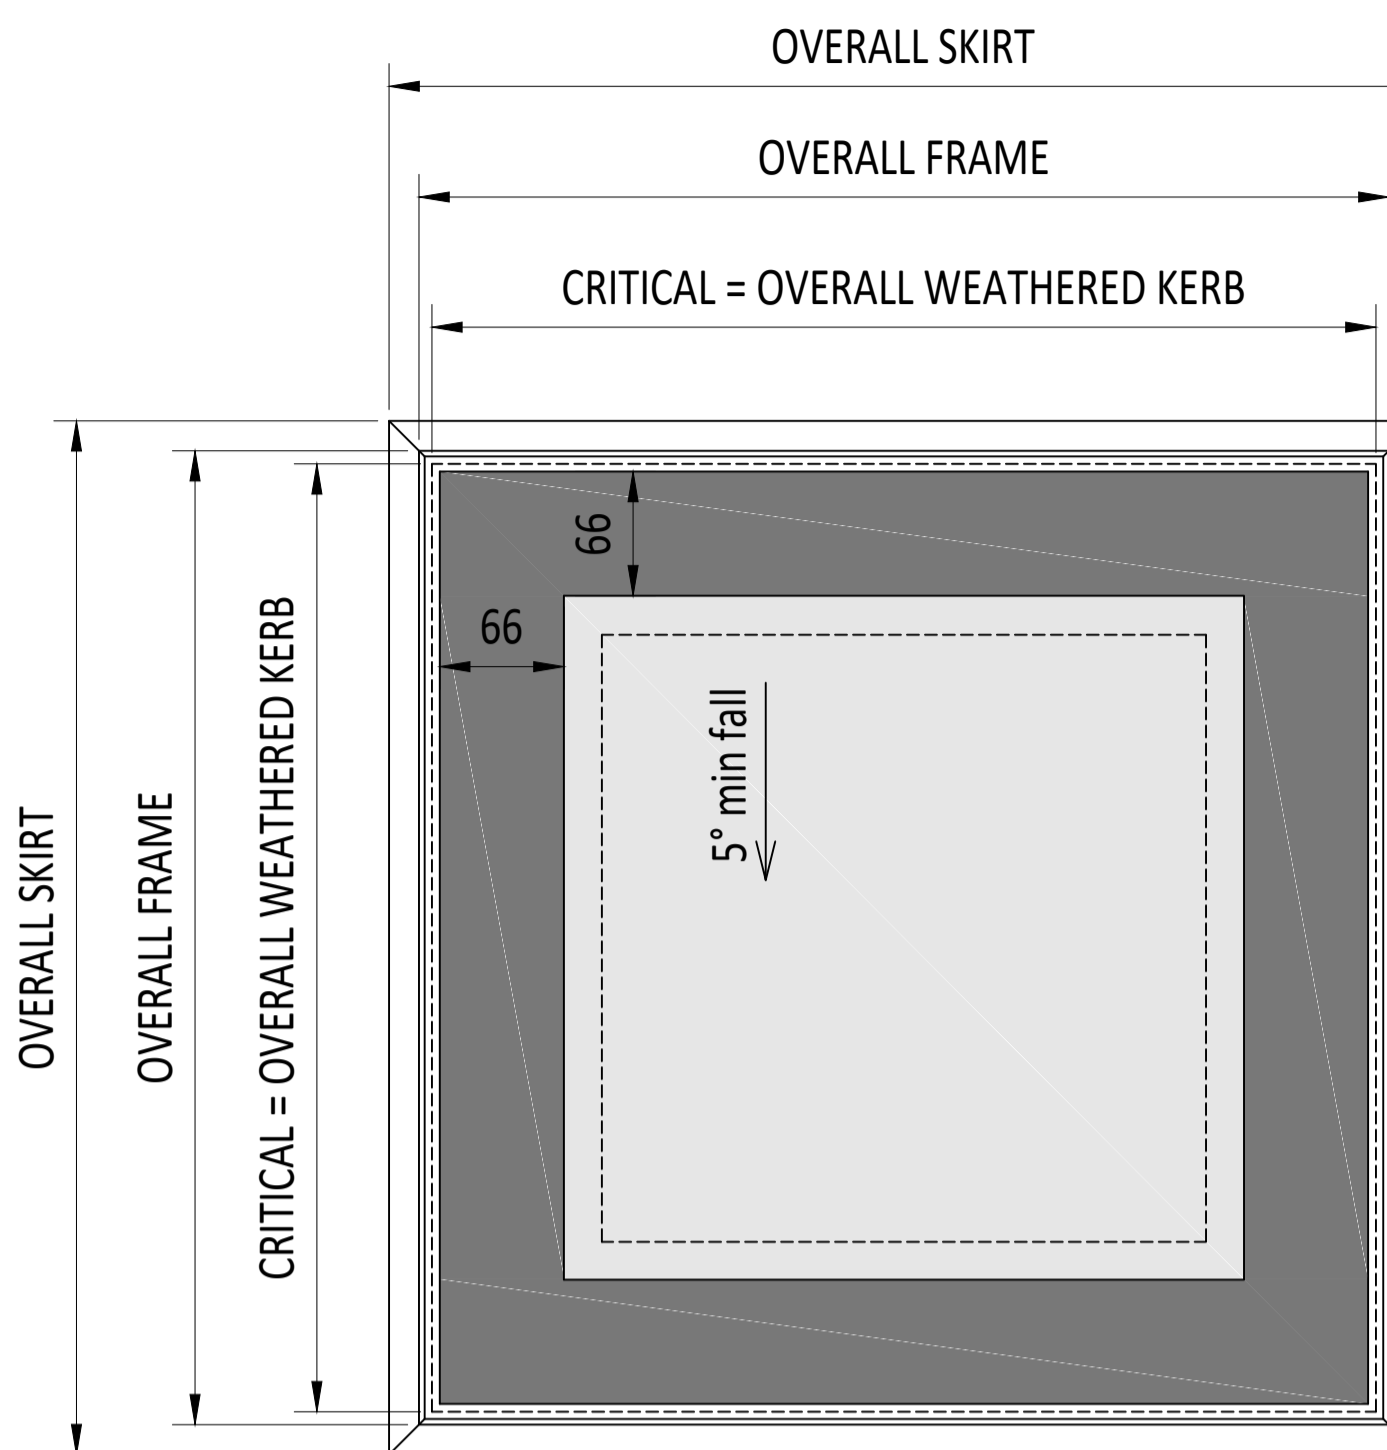 OVERALL SKIRT
OVERALL FRAME
CRITICAL = OVERALL WEATHERED KERB
66
66
5° min fall
CRITICAL = OVERALL WEATHERED KERB
OVERALL FRAME
OVERALL SKIRT